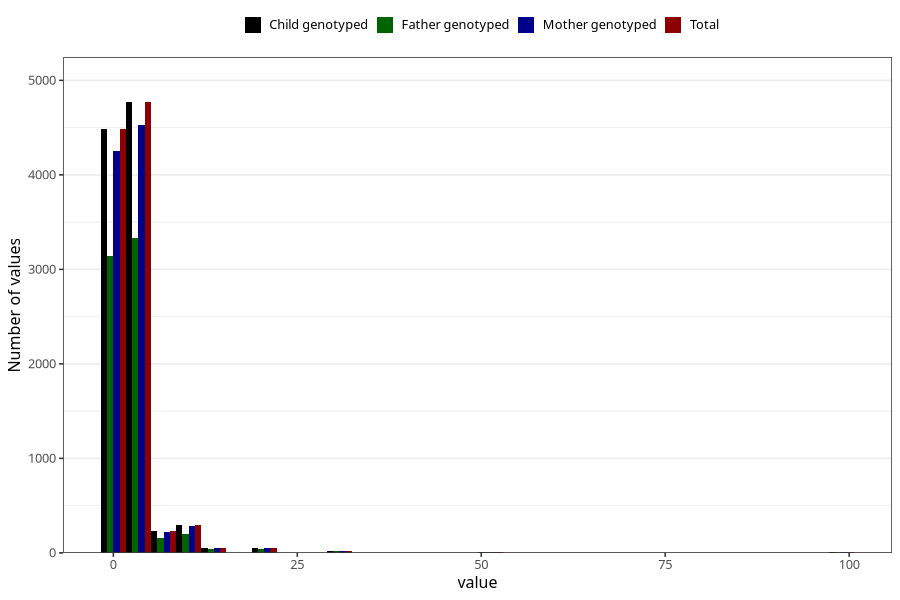 Child genotyped Father genotyped Mother genotyped Total
Number of values
5000
4000
3000
2000
1000
0
0 25 50 75 100
value